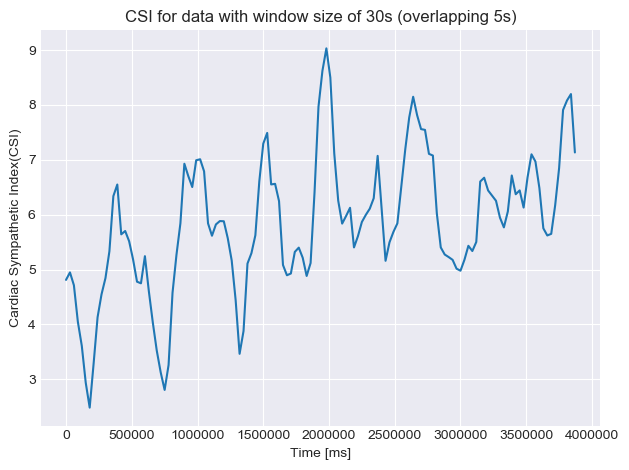 CSI for data with window size of 30s (overlapping 5s)
Cardiac Sympathetic Index(CSI)
9
8
7
6
5
4
3
0 500000 1000000 1500000 2000000 2500000 3000000 3500000 4000000
Time [ms]